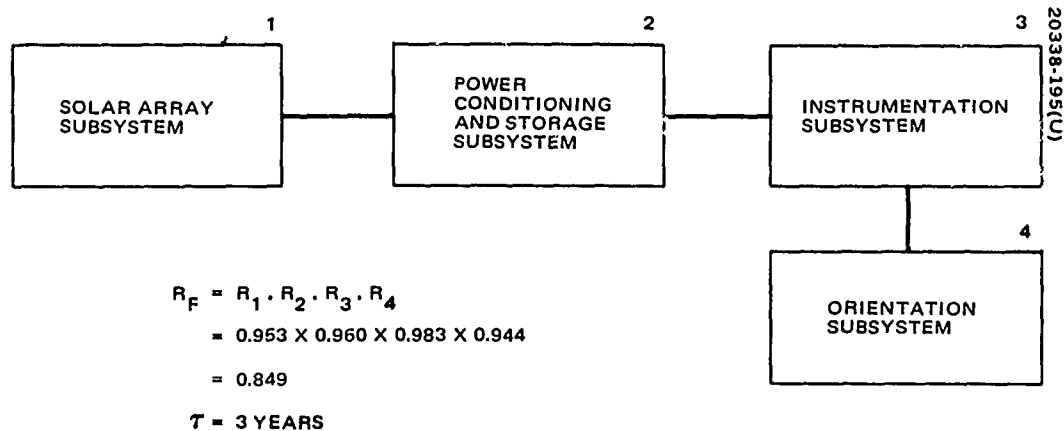 1
SOLAR ARRAY
SUBSYSTEM
2
POWER
CONDITIONING
AND STORAGE
SUBSYSTEM
3
INSTRUMENTATION
SUBSYSTEM
4
ORIENTATION
SUBSYSTEM
R_F = R_1 . R_2 . R_3 . R_4
= 0.953 X 0.960 X 0.983 X 0.944
= 0.849
τ = 3 YEARS
20338-195(U)